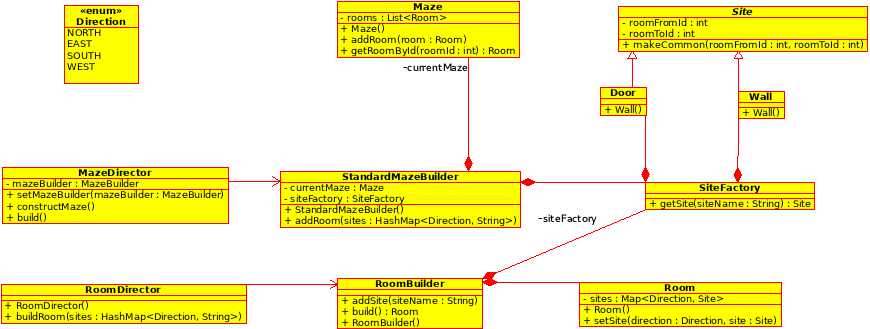 «enum»
Direction
NORTH
EAST
SOUTH
WEST
Maze
- rooms : List<Room>
+ Maze()
+ addRoom(room : Room)
+ getRoomById(roomId : int) : Room
-currentMaze
Site
- roomFromId : int
- roomToId : int
+ makeCommon(roomFromId : int, roomToId : int)
Door
+ Wall()
Wall
+ Wall()
MazeDirector
- mazeBuilder : MazeBuilder
+ setMazeBuilder(mazeBuilder : MazeBuilder)
+ constructMaze()
+ build()
StandardMazeBuilder
- currentMaze : Maze
- siteFactory : SiteFactory
+ StandardMazeBuilder()
+ addRoom(sites : HashMap<Direction, String>)
SiteFactory
+ getSite(siteName : String) : Site
-siteFactory
RoomDirector
+ RoomDirector()
+ buildRoom(sites : HashMap<Direction, String>)
RoomBuilder
+ addSite(siteName : String)
+ build() : Room
+ RoomBuilder()
Room
- sites : Map<Direction, Site>
+ Room()
+ setSite(direction : Direction, site : Site)